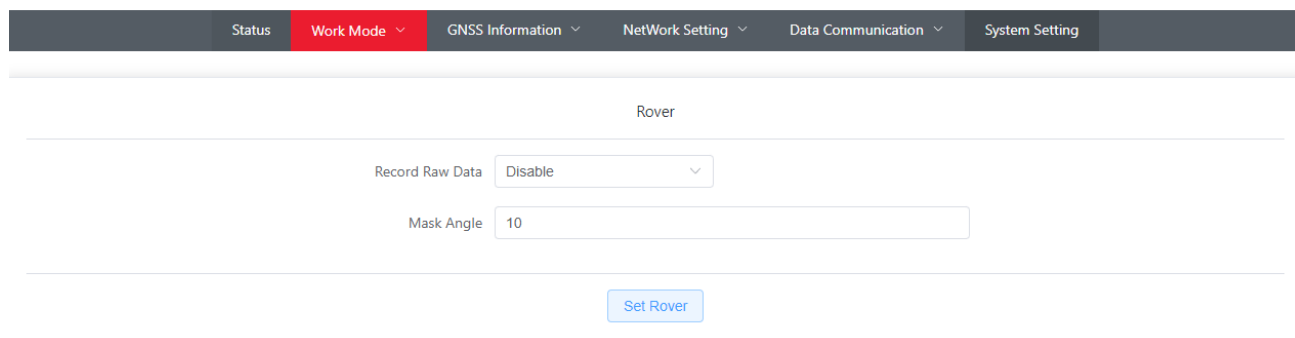 Status Work Mode GNSS Information NetWork Setting Data Communication System Setting
Rover
Record Raw Data Disable
Mask Angle 10
Set Rover